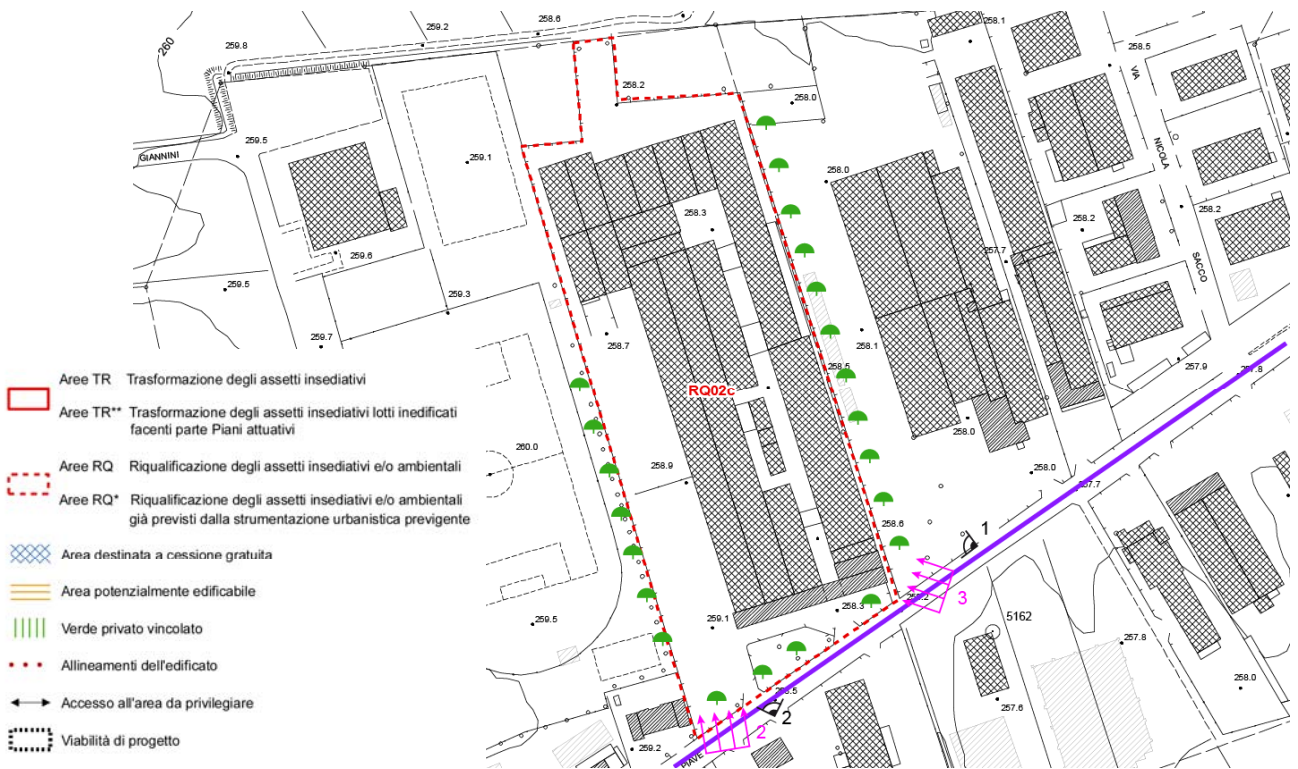 258.1
258.6
259.2
260
259.8
258.5
VIA
258.2
258.0
NICOLA
259.5
GIANNINI
259.1
258.0
258.3
258.2
258.2
257.7
SACCO
259.6
259.5
259.3
259.7
258.7
258.1
258.5
257.9
RQ02c
Aree TR Trasformazione degli assetti insediativi
Aree TR** Trasformazione degli assetti insediativi lotti inedificati
facenti parte Piani attuativi
Aree RQ Riqualificazione degli assetti insediativi e/o ambientali
Aree RQ* Riqualificazione degli assetti insediativi e/o ambientali
già previsti dalla strumentazione urbanistica previgente
Area destinata a cessione gratuita
Area potenzialmente edificabile
Verde privato vincolato
Allineamenti dell'edificato
Accesso all'area da privilegiare
Viabilità di progetto
260.0
258.9
258.0
258.0
257.7
258.6
1
3
258.3
259.1
259.5
5162
257.8
258.0
257.6
2
2
259.2
PIAVE